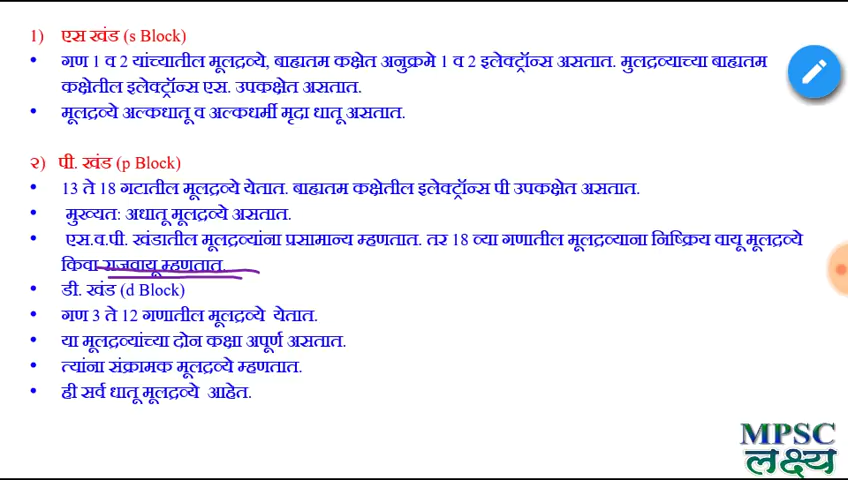 1) एस खंड (s Block)
• गण 1 व 2 यांच्यातील मूलद्रव्ये, बाह्यतम कक्षेत अनुक्रमे 1 व 2 इलेक्ट्रॉन्स असतात. मुलद्रव्याच्या बाह्यतम
कक्षेतील इलेक्ट्रॉन्स एस. उपकक्षेत असतात.
• मूलद्रव्ये अल्कधातू व अल्कधर्मी मृदा धातू असतात.
२) पी. खंड (p Block)
• 13 ते 18 गटातील मूलद्रव्ये येतात. बाह्यतम कक्षेतील इलेक्ट्रॉन्स पी उपकक्षेत असतात.
• मुख्यत: अधातू मूलद्रव्ये असतात.
• एस.व.पी. खंडातील मूलद्रव्यांना प्रसामान्य म्हणतात. तर 18 व्या गणातील मूलद्रव्याना निष्क्रिय वायू मूलद्रव्ये
किंवा राजवायू म्हणतात.
• डी. खंड (d Block)
• गण 3 ते 12 गणातील मूलद्रव्ये येतात.
• या मूलद्रव्यांच्या दोन कक्षा अपूर्ण असतात.
• त्यांना संक्रामक मूलद्रव्ये म्हणतात.
• ही सर्व धातू मूलद्रव्ये आहेत.
MPSC
लक्ष्य